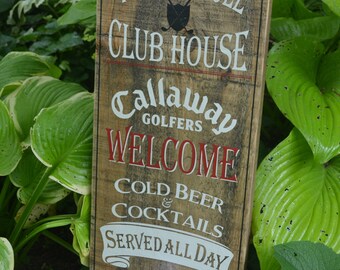 CLUB HOUSE
Callaway
GOLFERS
WELCOME
COLD BEER
&
COCKTAILS
SERVED ALL DAY